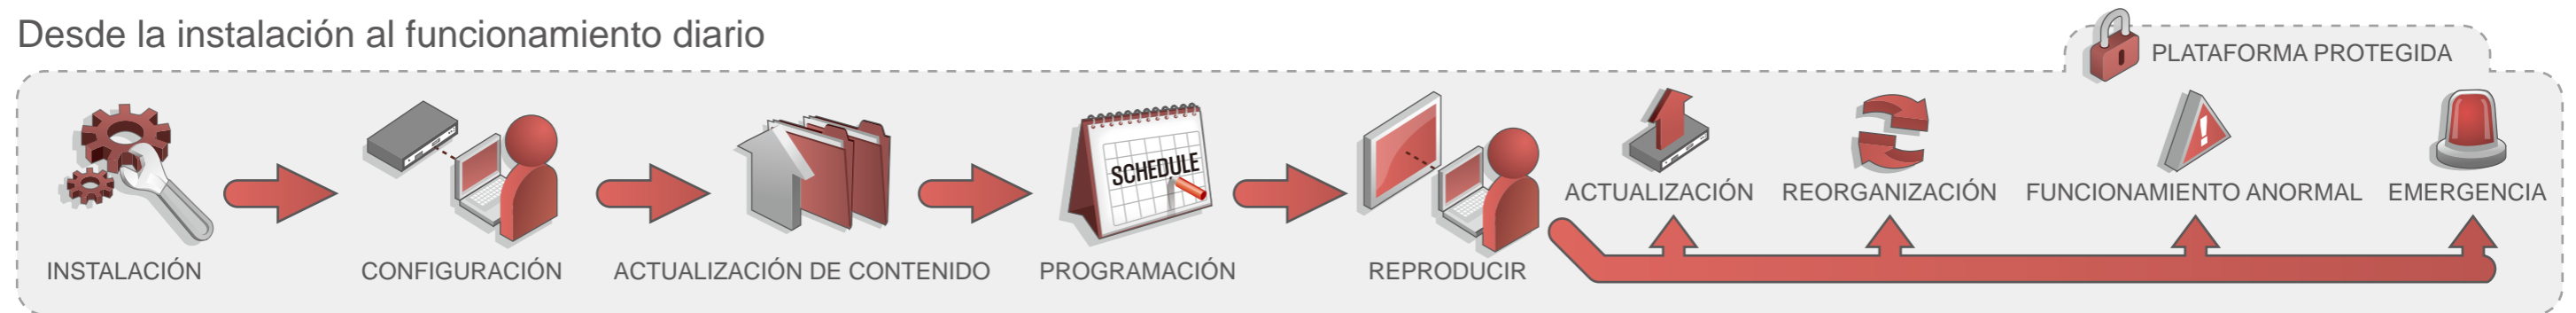 Desde la instalación al funcionamiento diario
PLATAFORMA PROTEGIDA
SCHEDULE
!
ACTUALIZACIÓN
REORGANIZACIÓN
FUNCIONAMIENTO ANORMAL
EMERGENCIA
INSTALACIÓN
CONFIGURACIÓN
ACTUALIZACIÓN DE CONTENIDO
PROGRAMACIÓN
REPRODUCIR